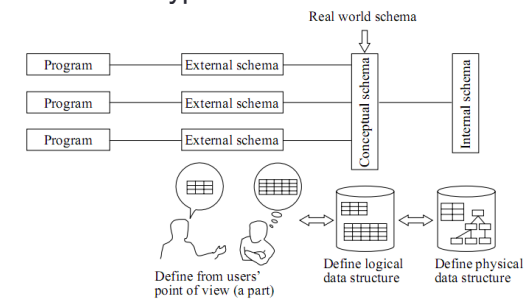 Real world schema
Program
External schema
Program
External schema
Program
External schema
Conceptual schema
Internal schema
Define from users'
point of view (a part)
Define logical
data structure
Define physical
data structure